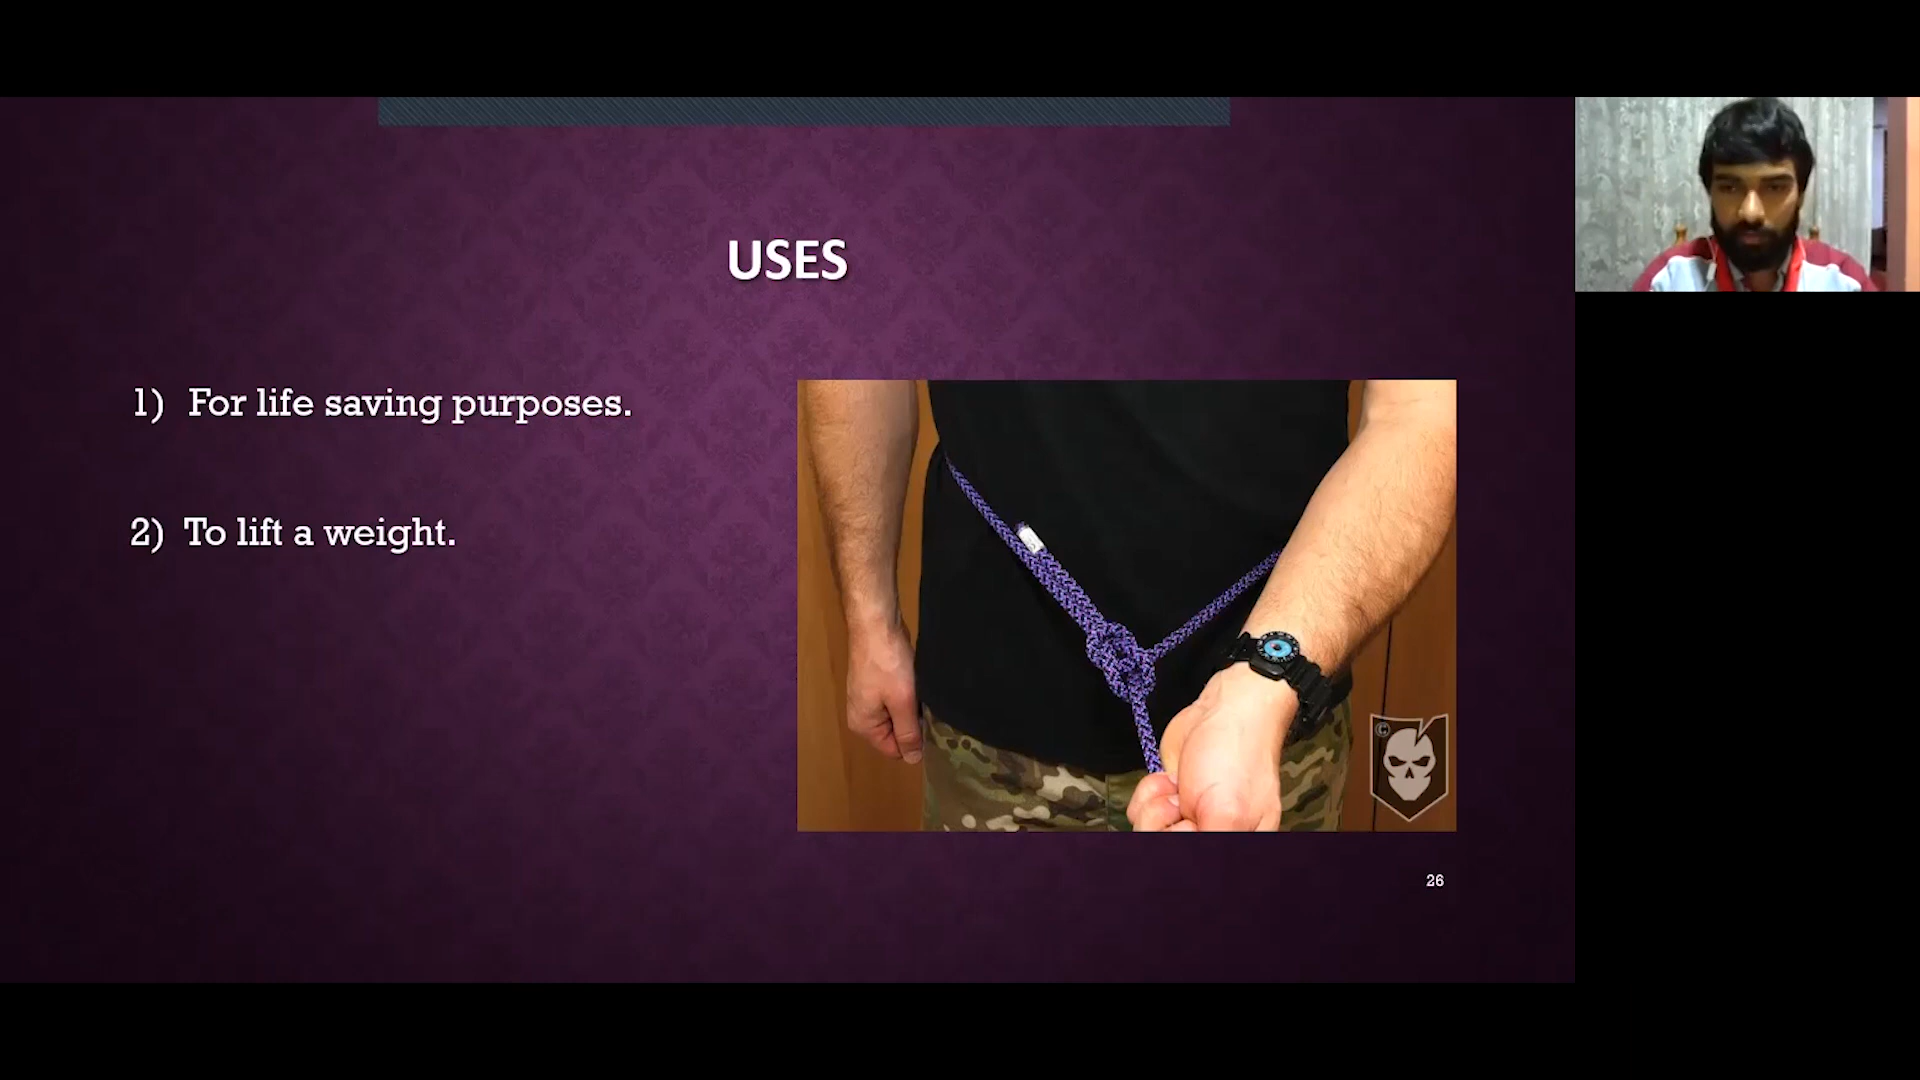 USES
1) For life saving purposes.
2) To lift a weight.
26